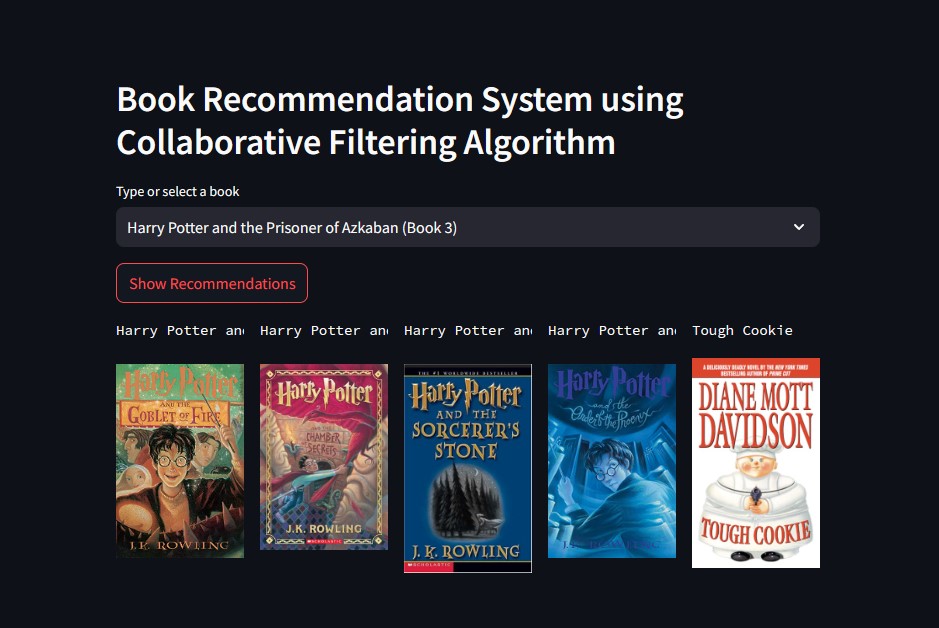 Book Recommendation System using
Collaborative Filtering Algorithm
Type or select a book
Harry Potter and the Prisoner of Azkaban (Book 3)
Show Recommendations
Harry Potter an
Harry Potter an
Harry Potter an
Harry Potter an
Tough Cookie
Harry Potter
AND THE
GOBLET OF FIRE
J.K. ROWLING
Harry Potter
AND THE
CHAMBER
OF
SECRETS
J.K. ROWLING
SCHOLASTIC
THE #1 WORLDWIDE BESTSELLER
Harry Potter
AND THE
SORCERER'S
STONE
J.K. ROWLING
SCHOLASTIC
Harry Potter
and the
Order of the Phoenix
A DELICIOUSLY DEADLY NOVEL BY THE NEW YORK TIMES
BESTSELLING AUTHOR OF PRIME CUT
DIANE MOTT
DAVIDSON
TOUGH COOKIE